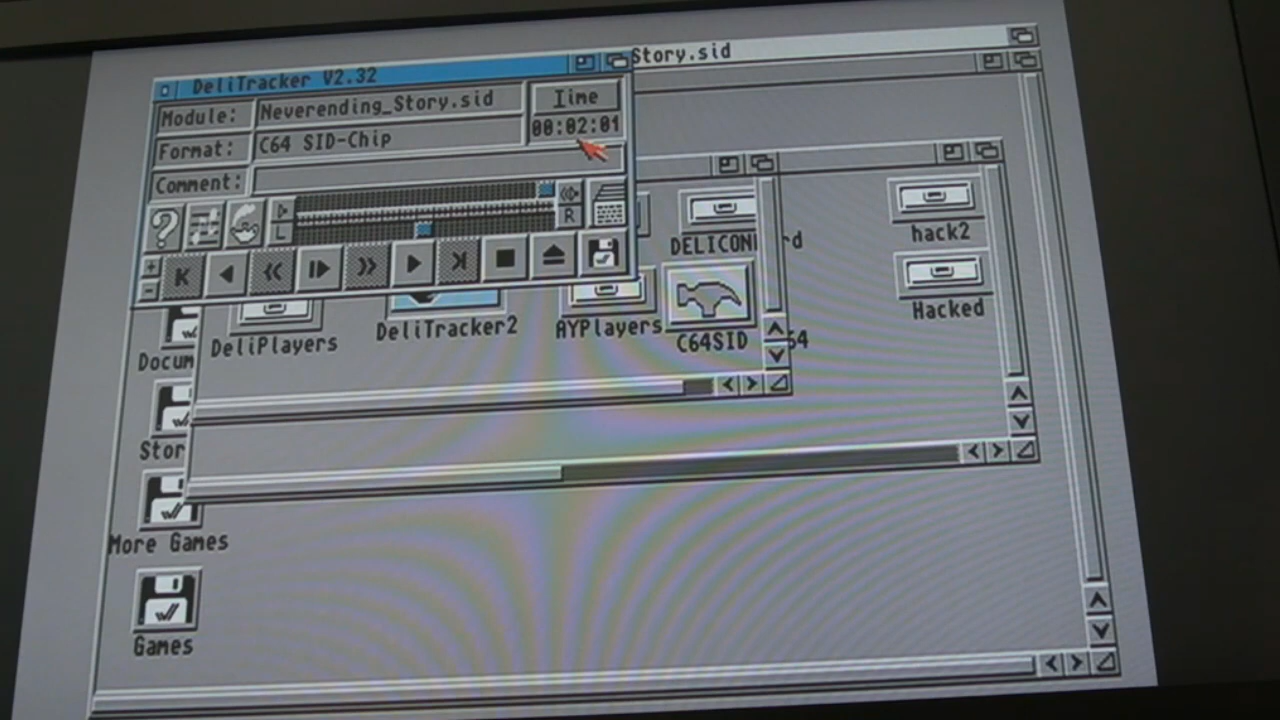 Story.sid
DeliTracker V2.32
Module: Neverending_Story.sid
Time
00:02:01
Format: C64 SID-Chip
Comment:
R
L
hack2
Hacked
DeliPlayers
DeliTracker2
AYPlayers
C64SID
64
Docum
Stor
More Games
Games